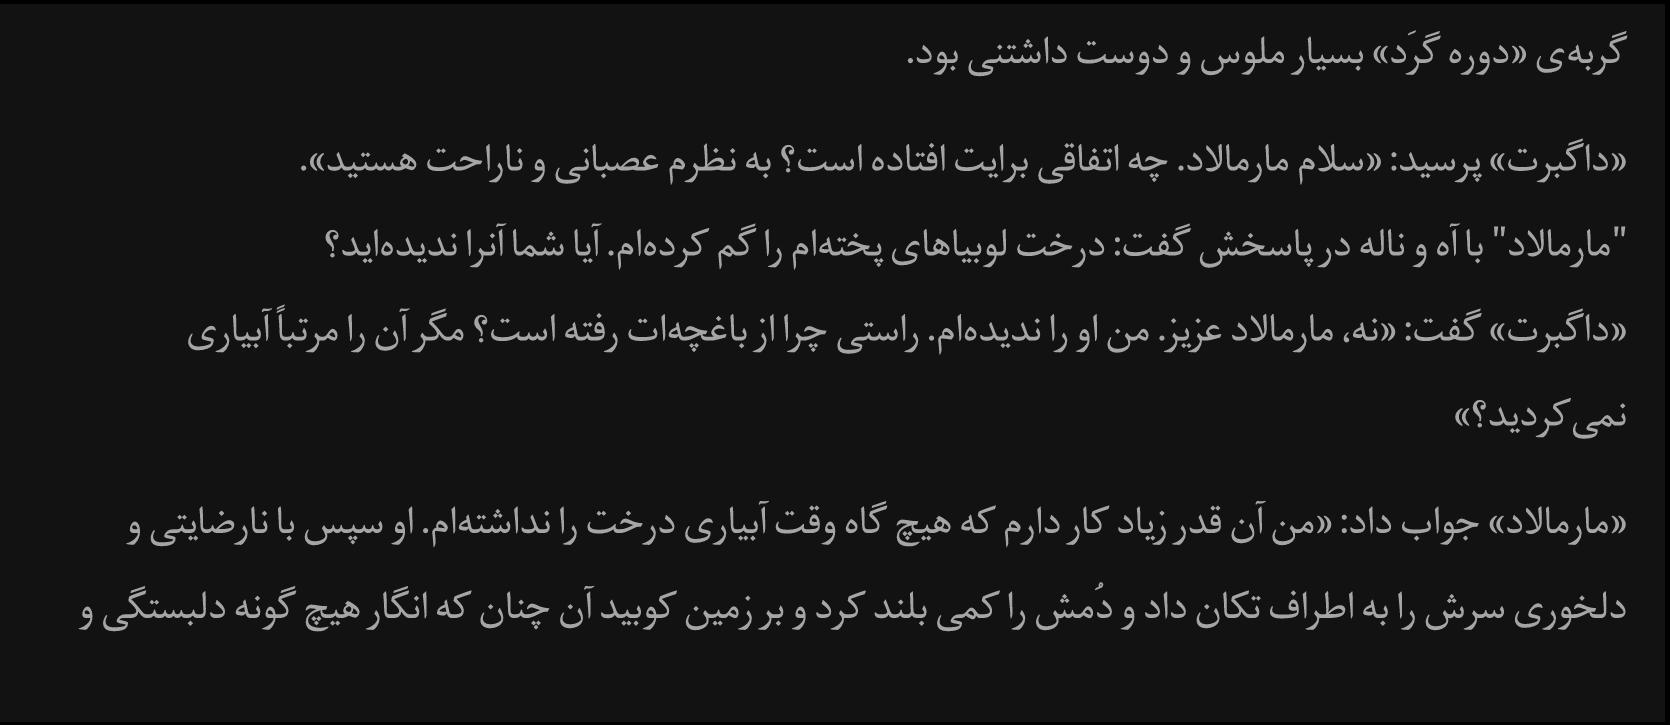 گربه‌ی «دوره گرَد» بسیار ملوس و دوست داشتنی بود.
«داگبرت» پرسید: «سلام مارمالاد. چه اتفاقی برایت افتاده است؟ به نظرم عصبانی و ناراحت هستید».
"مارمالاد" با آه و ناله در پاسخش گفت: درخت لوبیاهای پخته‌ام را گم کرده‌ام. آیا شما آنرا ندیده‌اید؟
«داگبرت» گفت: «نه، مارمالاد عزیز. من او را ندیده‌ام. راستی چرا از باغچه‌ات رفته است؟ مگر آن را مرتباً آبیاری
نمی‌کردید؟»
«مارمالاد» جواب داد: «من آن قدر زیاد کار دارم که هیچ گاه وقت آبیاری درخت را نداشته‌ام. او سپس با نارضایتی و
دلخوری سرش را به اطراف تکان داد و دُمش را کمی بلند کرد و بر زمین کوبید آن چنان که انگار هیچ گونه دلبستگی و